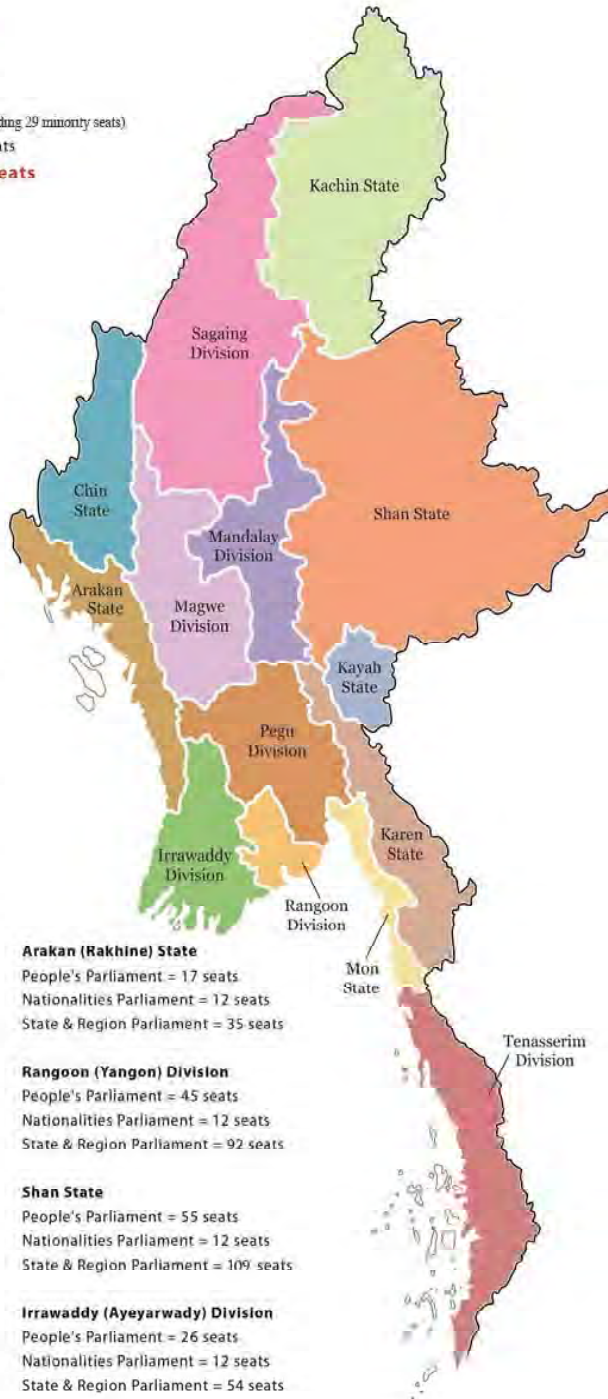 29 minority seats)
Kachin State
Sagaing
Division
Chin
State
Shan State
Mandalay
Division
Arakan
State
Magwe
Division
Kayah
State
Pegu
Division
Karen
State
Irrawaddy
Division
Rangoon
Division
Mon
State
Tenasserim
Division
Arakan (Rakhine) State
People's Parliament = 17 seats
Nationalities Parliament = 12 seats
State & Region Parliament = 35 seats
Rangoon (Yangon) Division
People's Parliament = 45 seats
Nationalities Parliament = 12 seats
State & Region Parliament = 92 seats
Shan State
People's Parliament = 55 seats
Nationalities Parliament = 12 seats
State & Region Parliament = 109 seats
Irrawaddy (Ayeyarwady) Division
People's Parliament = 26 seats
Nationalities Parliament = 12 seats
State & Region Parliament = 54 seats